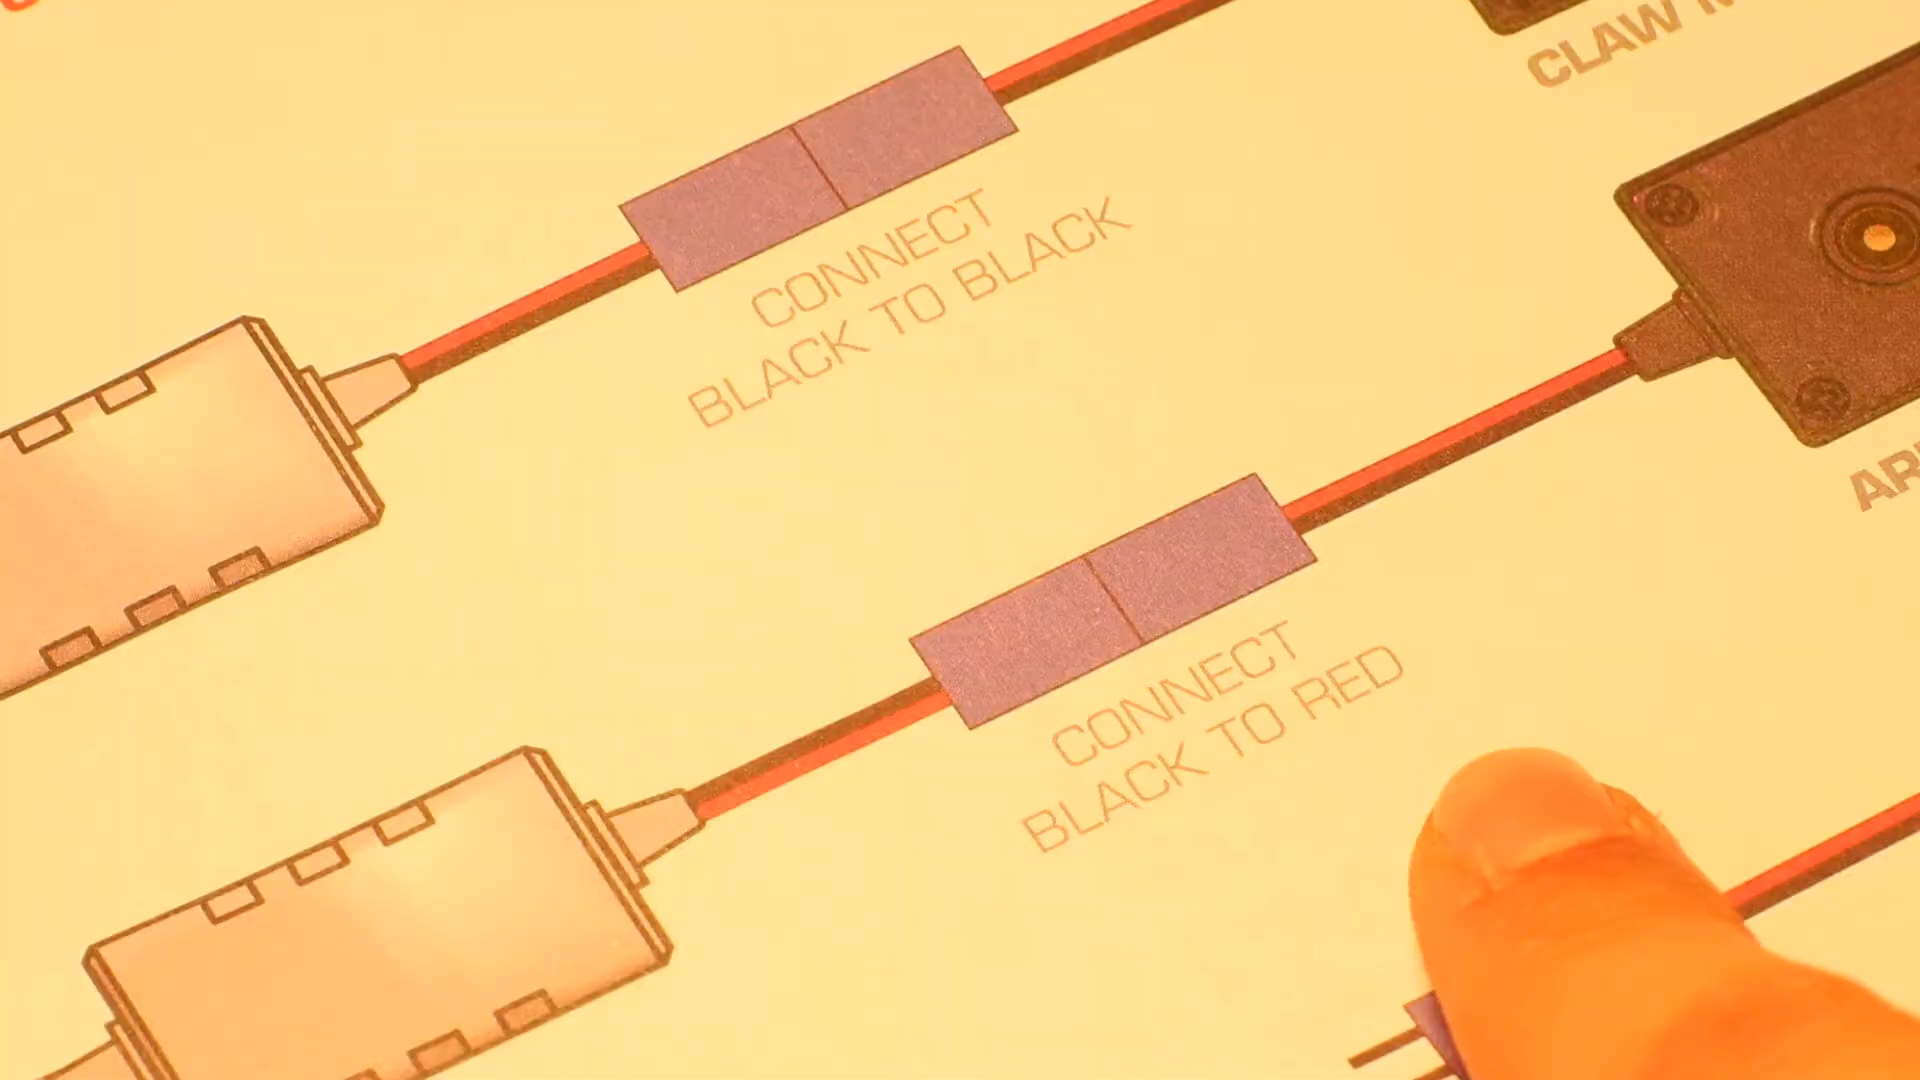 CLAW
CONNECT
BLACK TO BLACK
CONNECT
BLACK TO RED